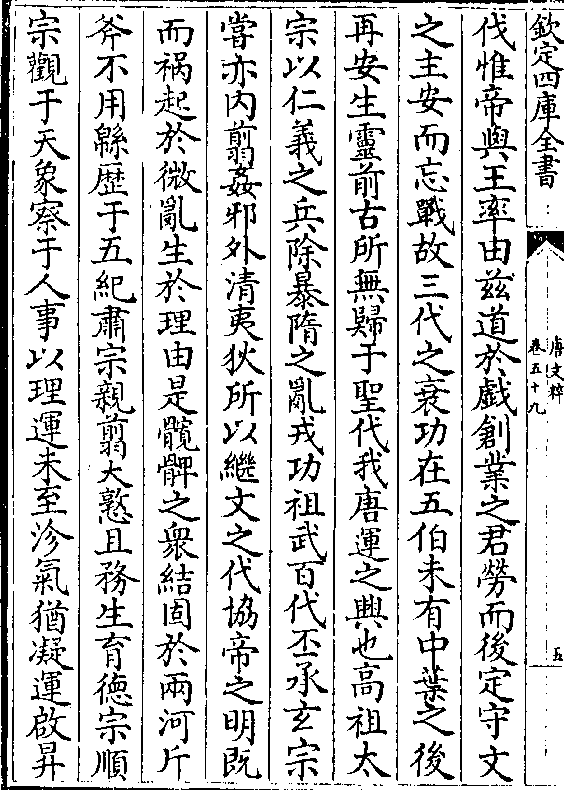 欽定四庫全書
唐文粹
卷五十九
五
伐惟帝與王率由兹道於戯創業之君勞而後定守文
之主安而忘戰故三代之衰功在五伯未有中葉之後
再安生靈前古所無歸于聖代我唐運之興也高祖太
宗以仁義之兵除暴隋之亂戎功祖武百代丕承玄宗
當亦内翦姦邪外清夷狄所以繼文之代協帝之明既
而禍起於微亂生於理由是髖髀之衆結固於兩河斤
斧不用緜歴于五紀肅宗親翦大憝且務生育德宗順
宗觀于天象察于人事以理運未至沴氣猶凝運啟昇